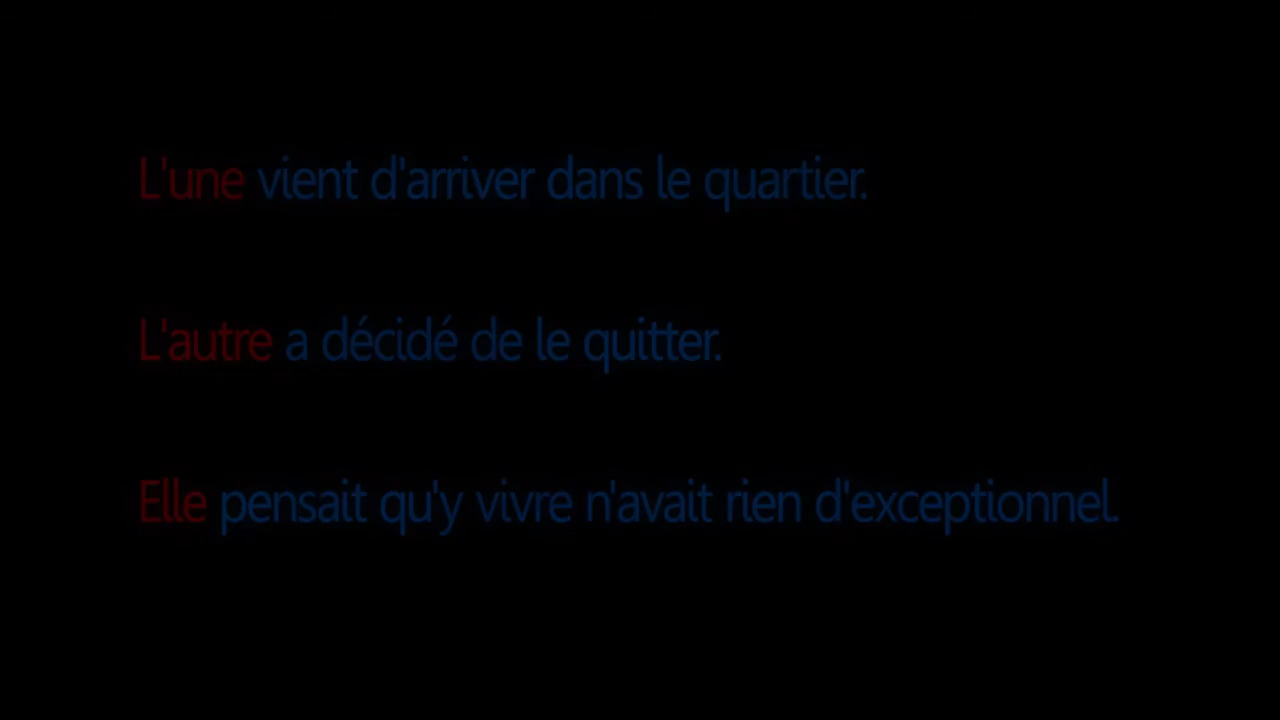 L'une vient d'arriver dans le quartier.
L'autre a décidé de le quitter.
Elle pensait qu'y vivre n'avait rien d'exceptionnel.